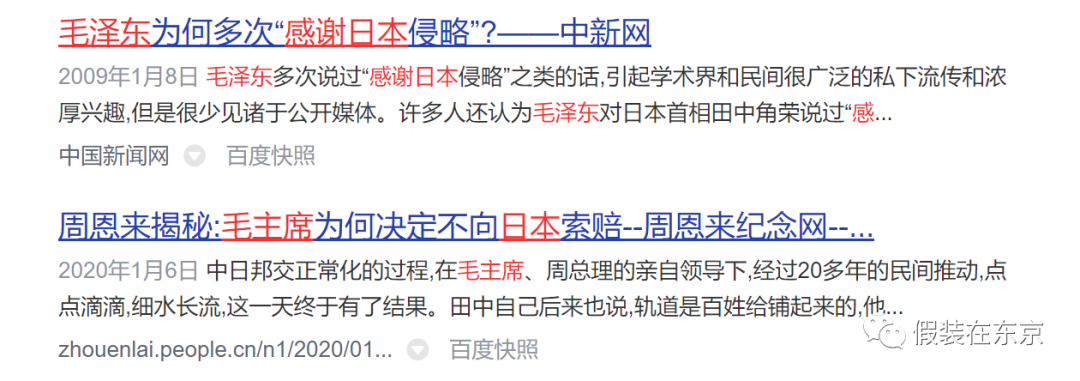 毛泽东为何多次“感谢日本侵略”?——中新网
2009年1月8日 毛泽东多次说过“感谢日本侵略”之类的话,引起学术界和民间很广泛的私下流传和浓
厚兴趣,但是很少见诸于公开媒体。许多人还认为毛泽东对日本首相田中角荣说过“感...
中国新闻网 百度快照
周恩来揭秘:毛主席为何决定不向日本索赔--周恩来纪念网--...
2020年1月6日 中日邦交正常化的过程,在毛主席、周总理的亲自领导下,经过20多年的民间推动,点
点滴滴,细水长流,这一天终于有了结果。田中自己后来也说,轨道是百姓给铺起来的,他...
zhouenlai.people.cn/n1/2020/01... 百度快照
假装在东京